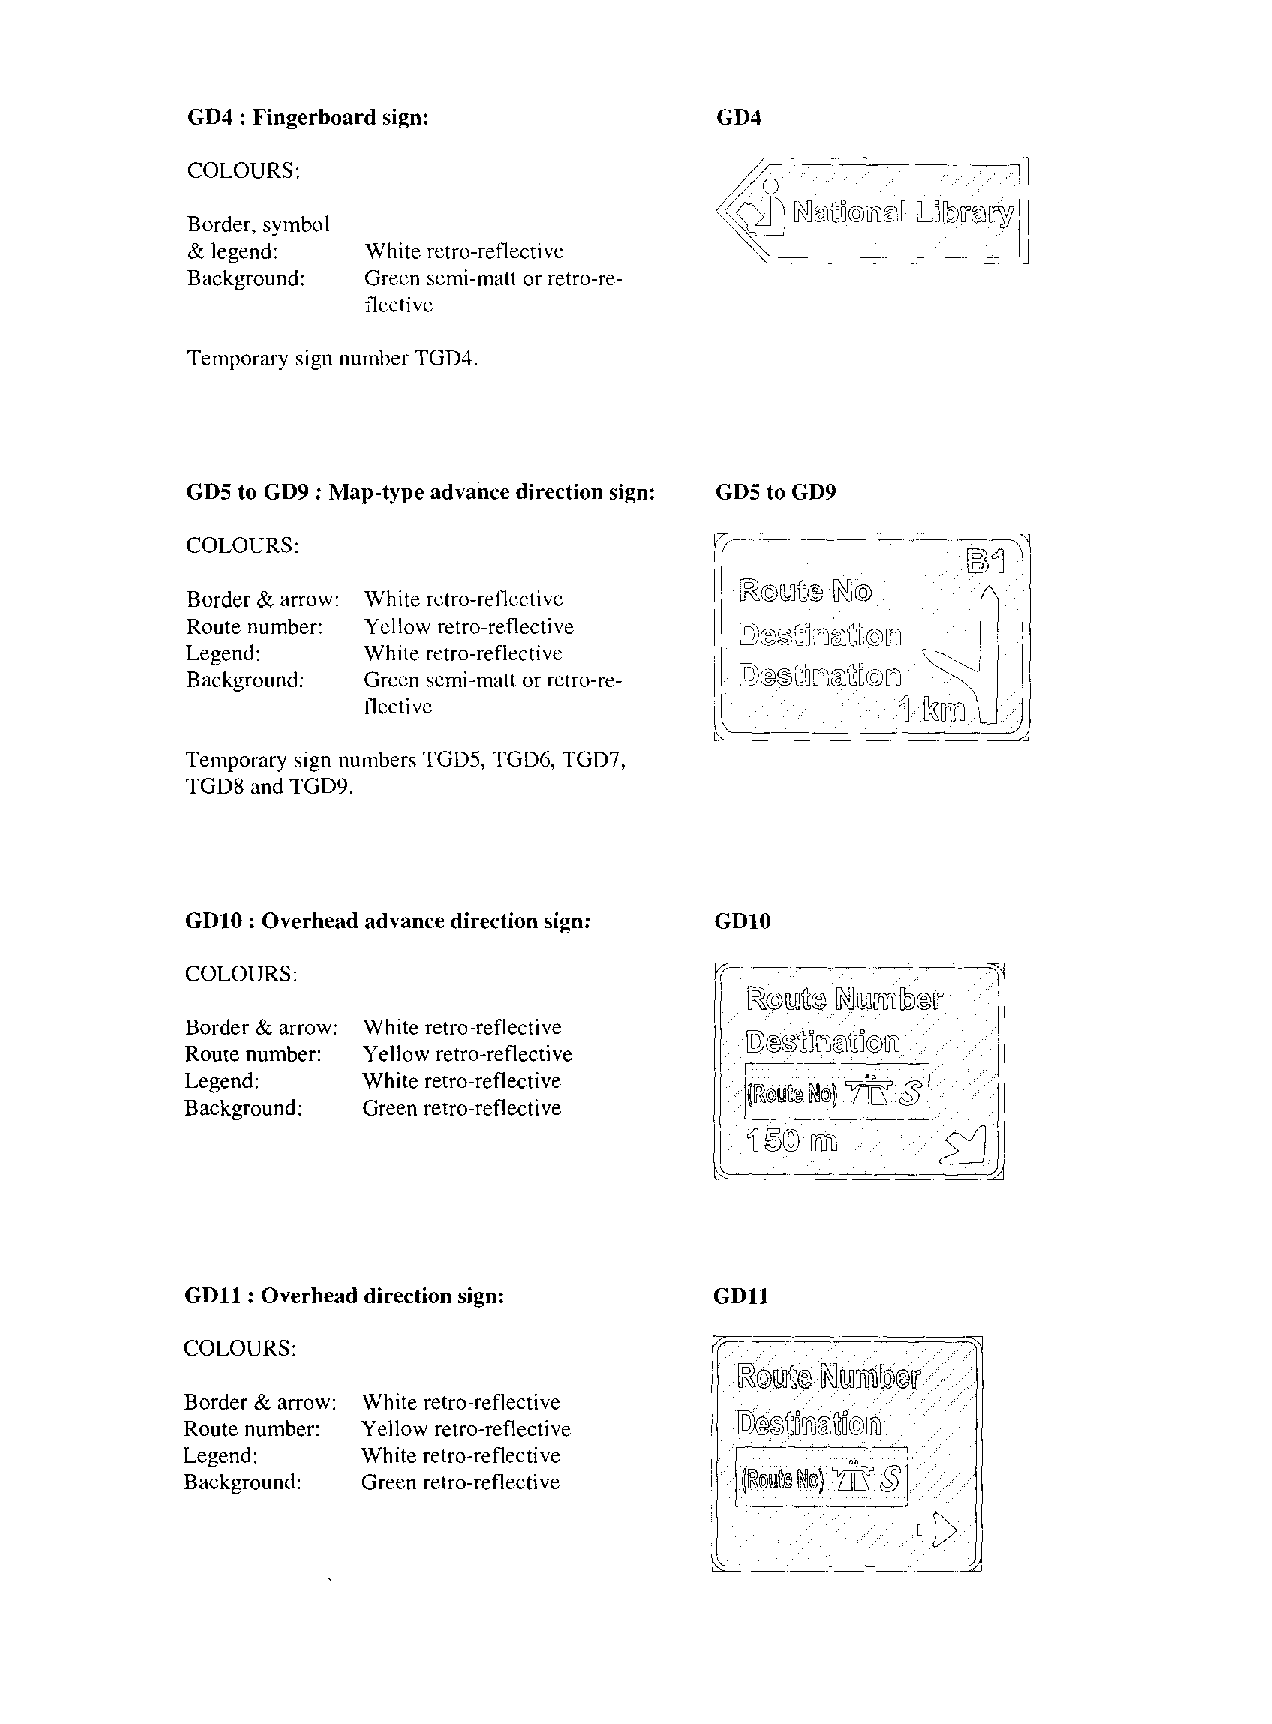 GD4 : Fingerboard sign:
GD4
COLOURS:
Border, symbol
& legend: White retro-reflective
Background: Green semi-matt or retro-re-
flective
National Library
Temporary sign number TGD4.
GD5 to GD9 : Map-type advance direction sign:
GD5 to GD9
COLOURS:
Border & arrow: White retro-reflective
Route number: Yellow retro-reflective
Legend: White retro-reflective
Background: Green semi-matt or retro-re-
flective
B1
Route No
Destination
Destination
1 km
Temporary sign numbers TGD5, TGD6, TGD7,
TGD8 and TGD9.
GD10 : Overhead advance direction sign:
GD10
COLOURS:
Border & arrow: White retro-reflective
Route number: Yellow retro-reflective
Legend: White retro-reflective
Background: Green retro-reflective
Route Number
Destination
(Route No) S
150 m
GD11 : Overhead direction sign:
GD11
COLOURS:
Border & arrow: White retro-reflective
Route number: Yellow retro-reflective
Legend: White retro-reflective
Background: Green retro-reflective
Route Number
Destination
(Route No) S